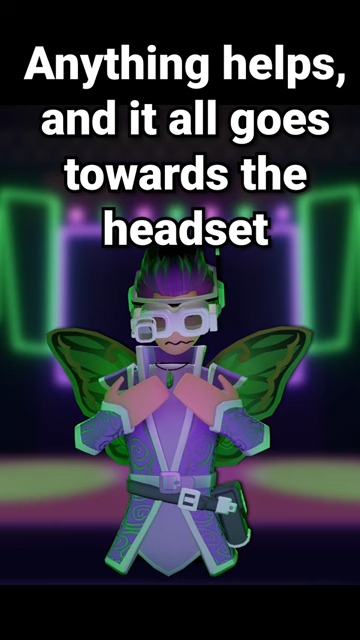 Anything helps,
and it all goes
towards the
headset